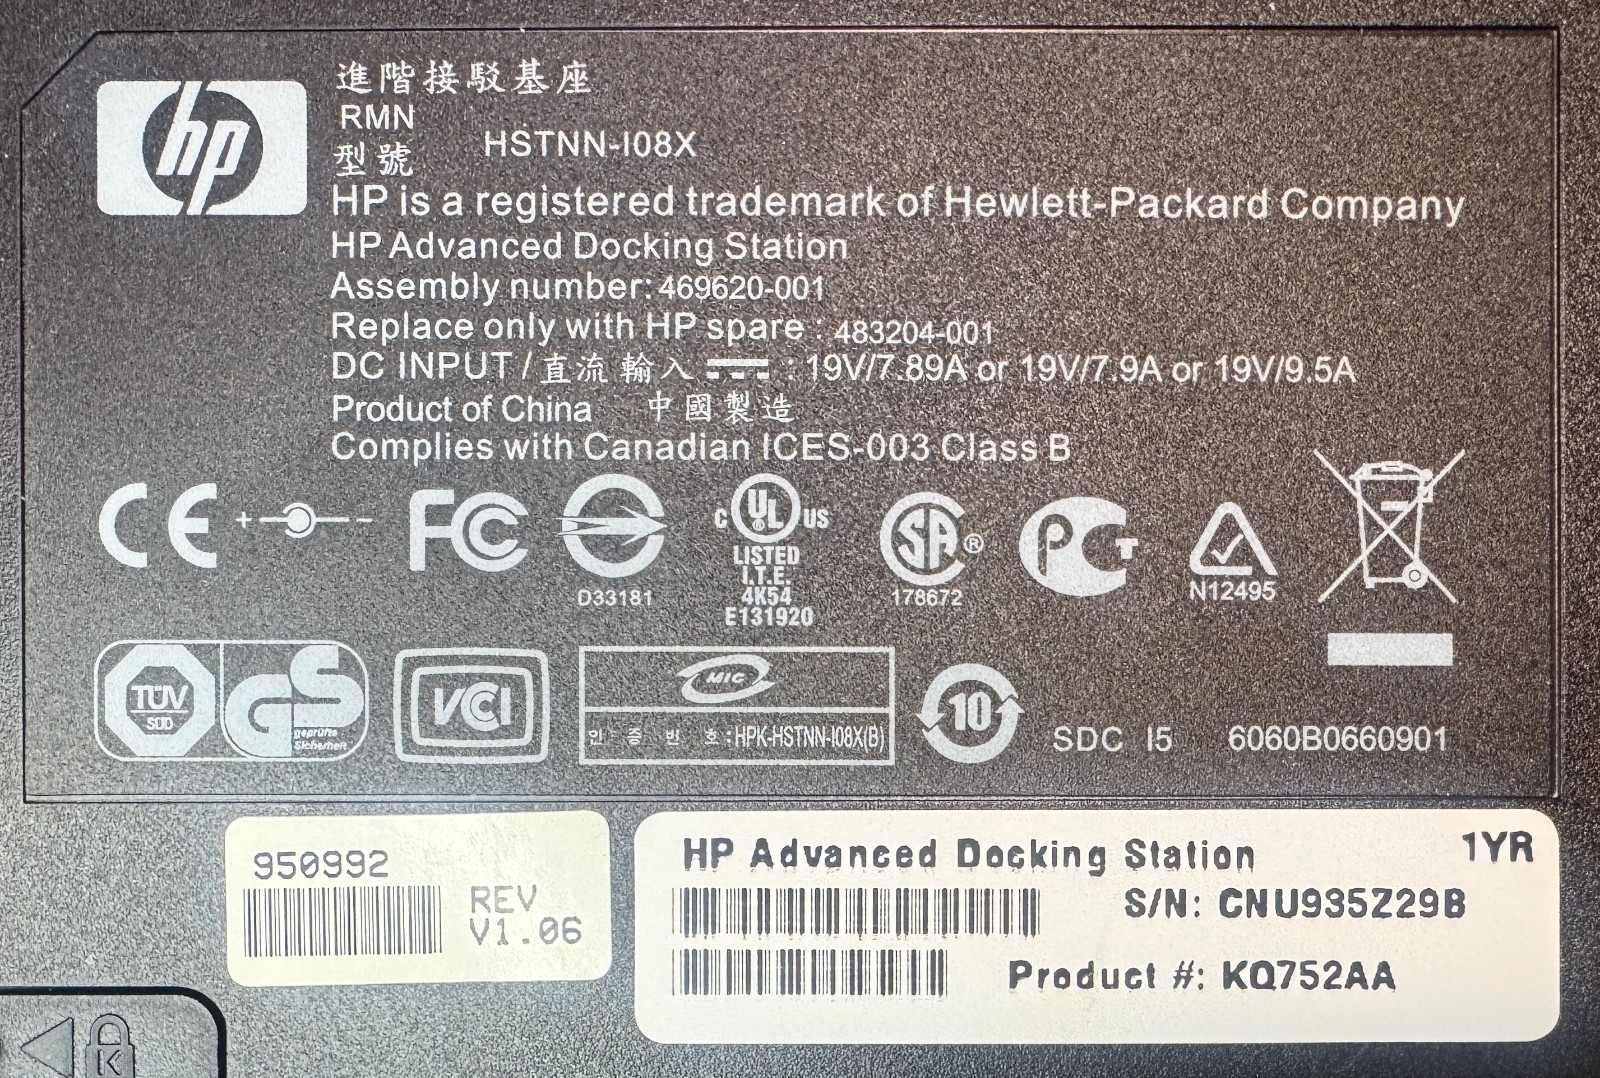 hp
進階接駁基座
RMN
型號
HSTNN-I08X
HP is a registered trademark of Hewlett-Packard Company
HP Advanced Docking Station
Assembly number: 469620-001
Replace only with HP spare : 483204-001
DC INPUT / 直流輸入 : 19V/7.89A or 19V/7.9A or 19V/9.5A
Product of China 中國製造
Complies with Canadian ICES-003 Class B
CE + - FC D33181
c UL ® US
LISTED
I.T.E.
4K54
E131920
SA ®
178672
PCT
N12495
TÜV
SÜD
GS
geprüfte
Sicherheit
VCI
MIC
인 증 번 호 : HPK-HSTNN-I08X(B)
10
SDC I5 6060B0660901
950992
REV
V1.06
HP Advanced Docking Station 1YR
S/N: CNU935Z29B
Product #: KQ752AA
K